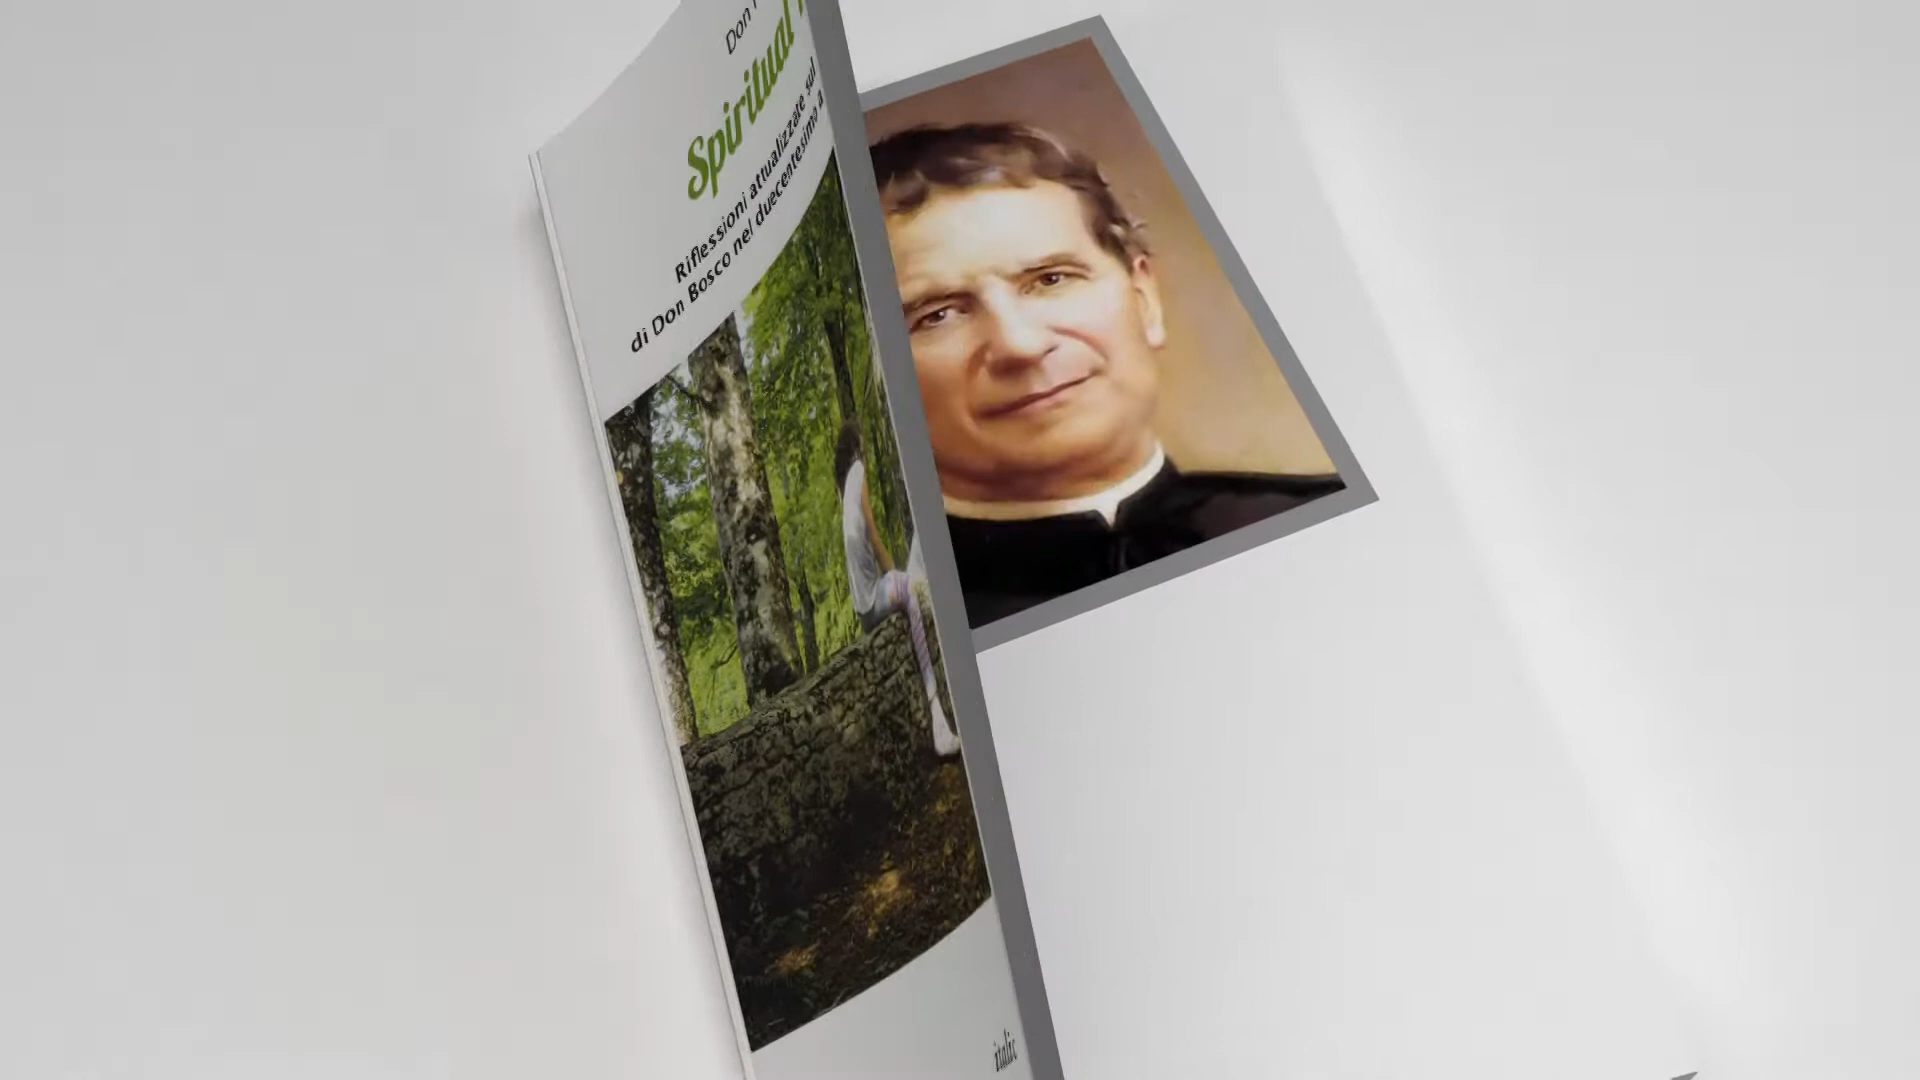 Don
Spiritual
Riflessioni attualizzate sul
di Don Bosco nel duecentesimo a
italic